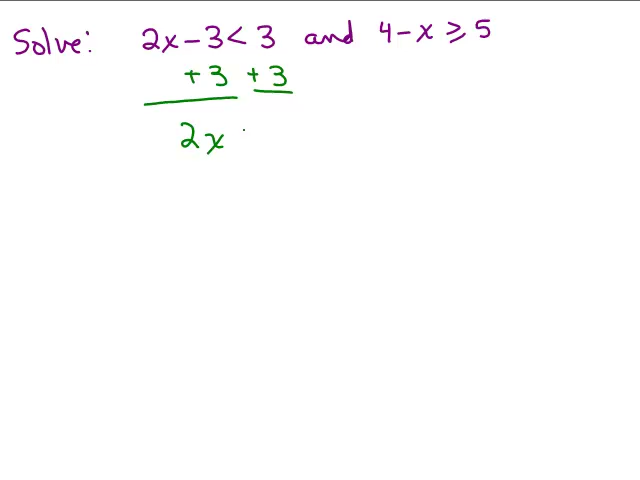 Solve: 2x - 3 < 3 and 4 - x ≥ 5
+ 3 + 3
2x